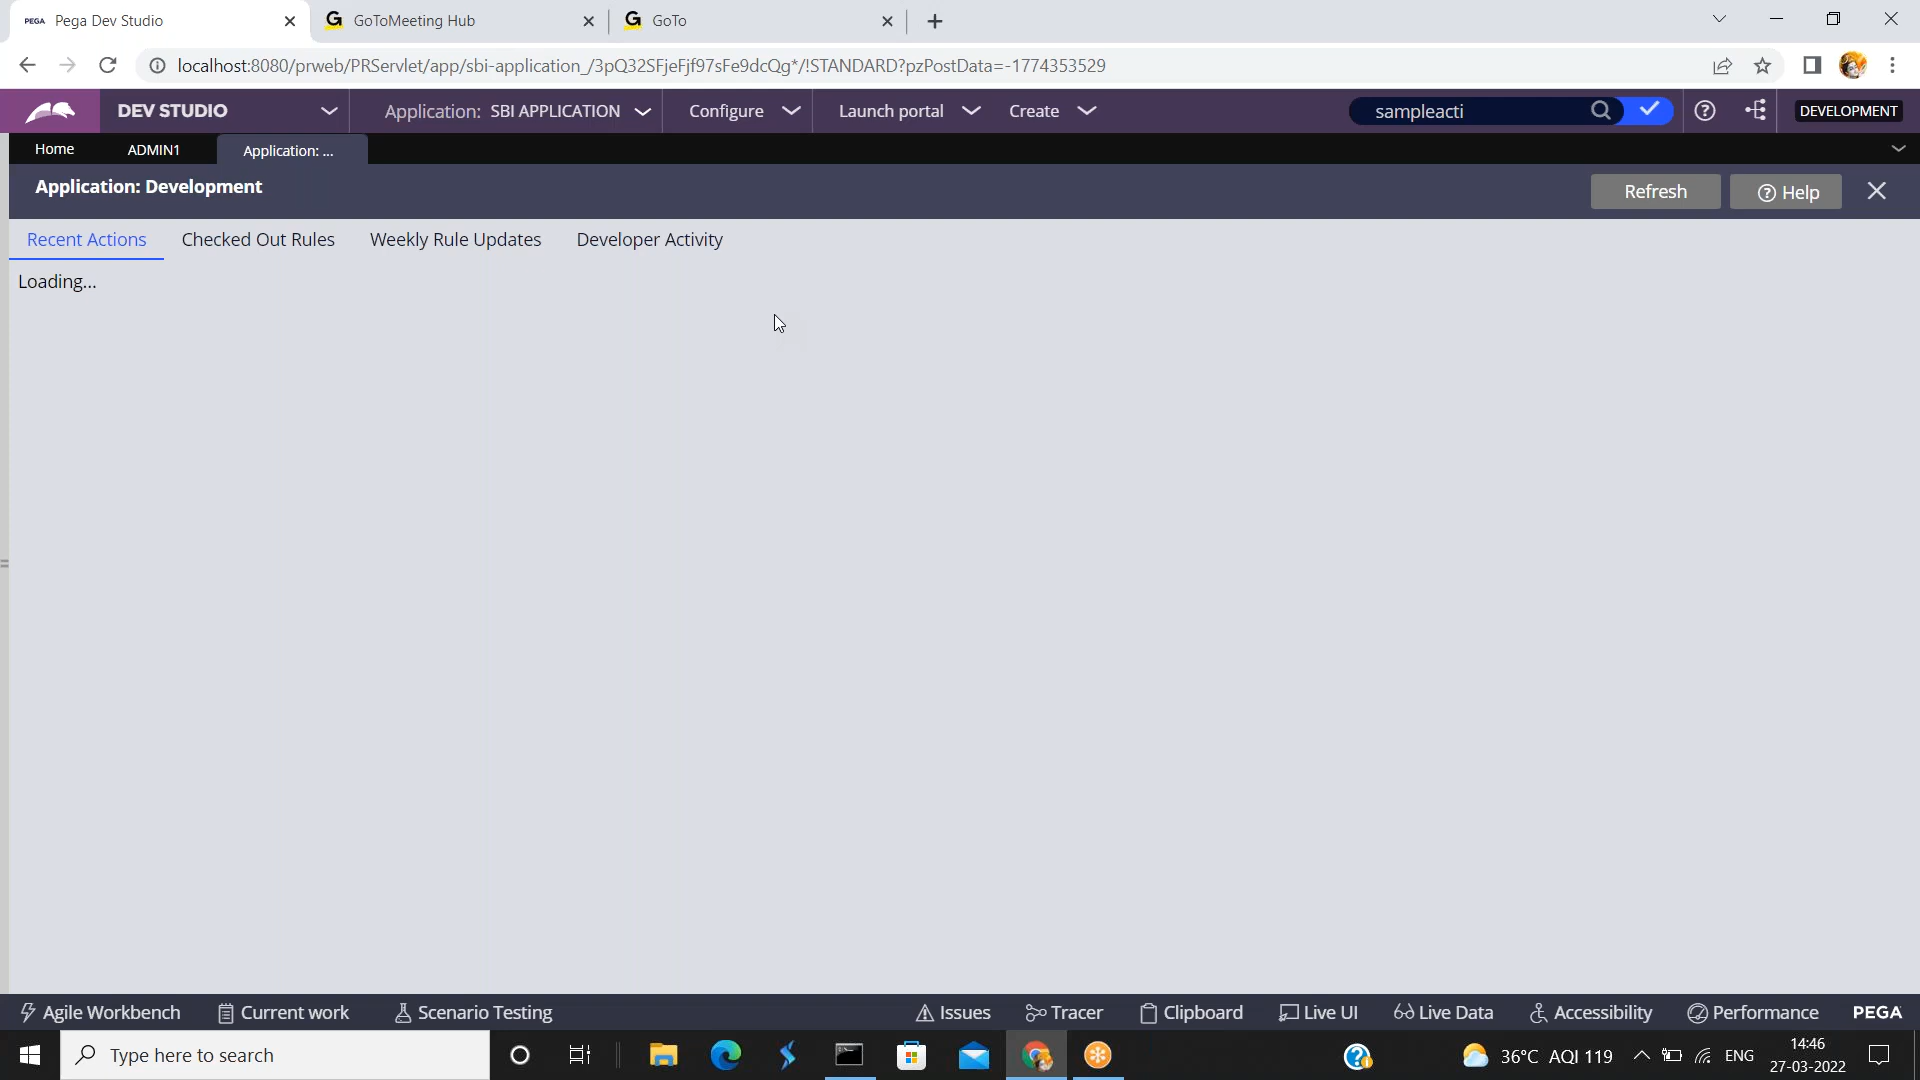 PEGA Pega Dev Studio
GoToMeeting Hub
GoTo
localhost:8080/prweb/PRServlet/app/sbi-application_/3pQ32SFjeFjf97sFe9dcQg*/!STANDARD?pzPostData=-1774353529
DEV STUDIO
Application: SBI APPLICATION
Configure
Launch portal
Create
sampleacti
DEVELOPMENT
Home
ADMIN1
Application: ...
Application: Development
Refresh
Help
Recent Actions
Checked Out Rules
Weekly Rule Updates
Developer Activity
Loading...
Agile Workbench
Current work
Scenario Testing
Issues
Tracer
Clipboard
Live UI
Live Data
Accessibility
Performance
PEGA
Type here to search
36°C AQI 119
ENG
14:46
27-03-2022